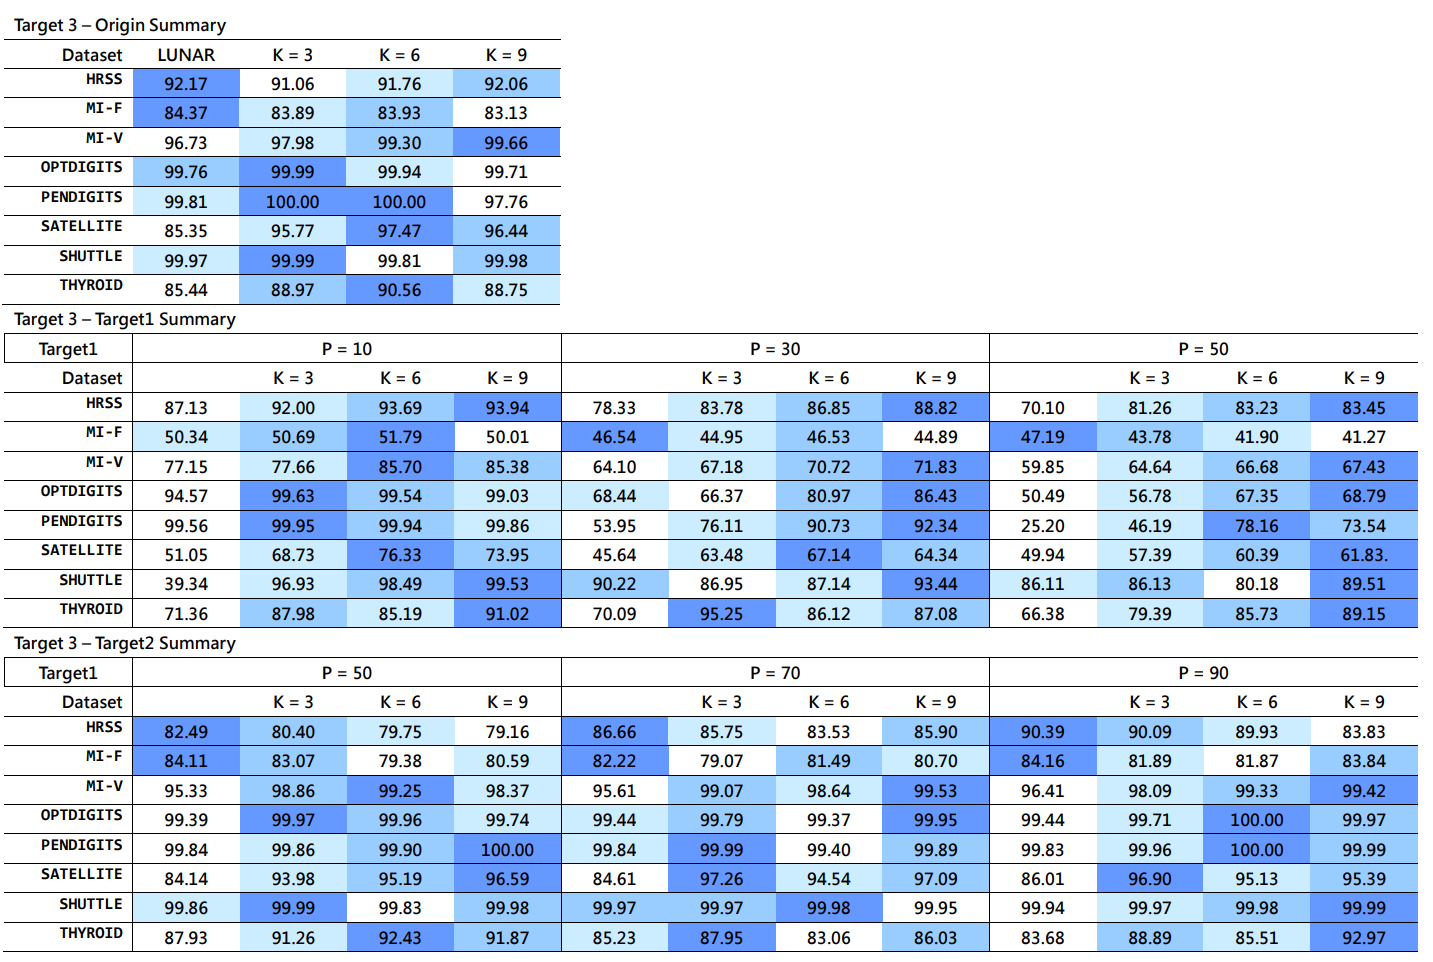 Target 3 – Origin Summary
Dataset LUNAR K = 3 K = 6 K = 9
HRSS 92.17 91.06 91.76 92.06
MI-F 84.37 83.89 83.93 83.13
MI-V 96.73 97.98 99.30 99.66
OPTDIGITS 99.76 99.99 99.94 99.71
PENDIGITS 99.81 100.00 100.00 97.76
SATELLITE 85.35 95.77 97.47 96.44
SHUTTLE 99.97 99.99 99.81 99.98
THYROID 85.44 88.97 90.56 88.75
Target 3 – Target1 Summary
Target1 P = 10 P = 30 P = 50
Dataset K = 3 K = 6 K = 9 K = 3 K = 6 K = 9 K = 3 K = 6 K = 9
HRSS 87.13 92.00 93.69 93.94 78.33 83.78 86.85 88.82 70.10 81.26 83.23 83.45
MI-F 50.34 50.69 51.79 50.01 46.54 44.95 46.53 44.89 47.19 43.78 41.90 41.27
MI-V 77.15 77.66 85.70 85.38 64.10 67.18 70.72 71.83 59.85 64.64 66.68 67.43
OPTDIGITS 94.57 99.63 99.54 99.03 68.44 66.37 80.97 86.43 50.49 56.78 67.35 68.79
PENDIGITS 99.56 99.95 99.94 99.86 53.95 76.11 90.73 92.34 25.20 46.19 78.16 73.54
SATELLITE 51.05 68.73 76.33 73.95 45.64 63.48 67.14 64.34 49.94 57.39 60.39 61.83.
SHUTTLE 39.34 96.93 98.49 99.53 90.22 86.95 87.14 93.44 86.11 86.13 80.18 89.51
THYROID 71.36 87.98 85.19 91.02 70.09 95.25 86.12 87.08 66.38 79.39 85.73 89.15
Target 3 – Target2 Summary
Target1 P = 50 P = 70 P = 90
Dataset K = 3 K = 6 K = 9 K = 3 K = 6 K = 9 K = 3 K = 6 K = 9
HRSS 82.49 80.40 79.75 79.16 86.66 85.75 83.53 85.90 90.39 90.09 89.93 83.83
MI-F 84.11 83.07 79.38 80.59 82.22 79.07 81.49 80.70 84.16 81.89 81.87 83.84
MI-V 95.33 98.86 99.25 98.37 95.61 99.07 98.64 99.53 96.41 98.09 99.33 99.42
OPTDIGITS 99.39 99.97 99.96 99.74 99.44 99.79 99.37 99.95 99.44 99.71 100.00 99.97
PENDIGITS 99.84 99.86 99.90 100.00 99.84 99.99 99.40 99.89 99.83 99.96 100.00 99.99
SATELLITE 84.14 93.98 95.19 96.59 84.61 97.26 94.54 97.09 86.01 96.90 95.13 95.39
SHUTTLE 99.86 99.99 99.83 99.98 99.97 99.97 99.98 99.95 99.94 99.97 99.98 99.99
THYROID 87.93 91.26 92.43 91.87 85.23 87.95 83.06 86.03 83.68 88.89 85.51 92.97